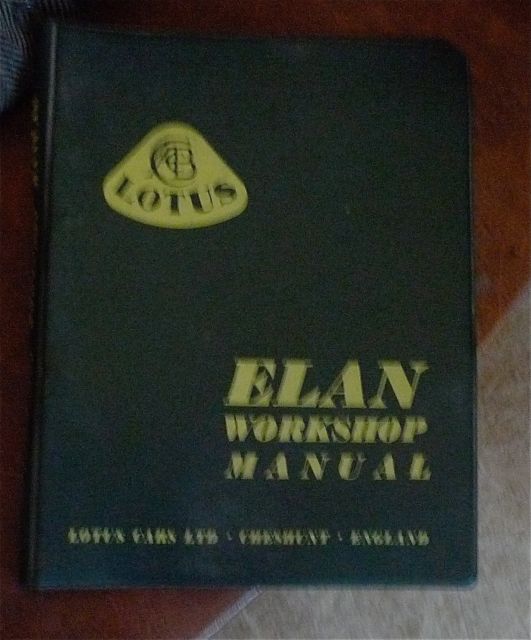 LOTUS
ELAN
WORKSHOP
MANUAL
LOTUS CARS LTD · CHESHUNT · ENGLAND